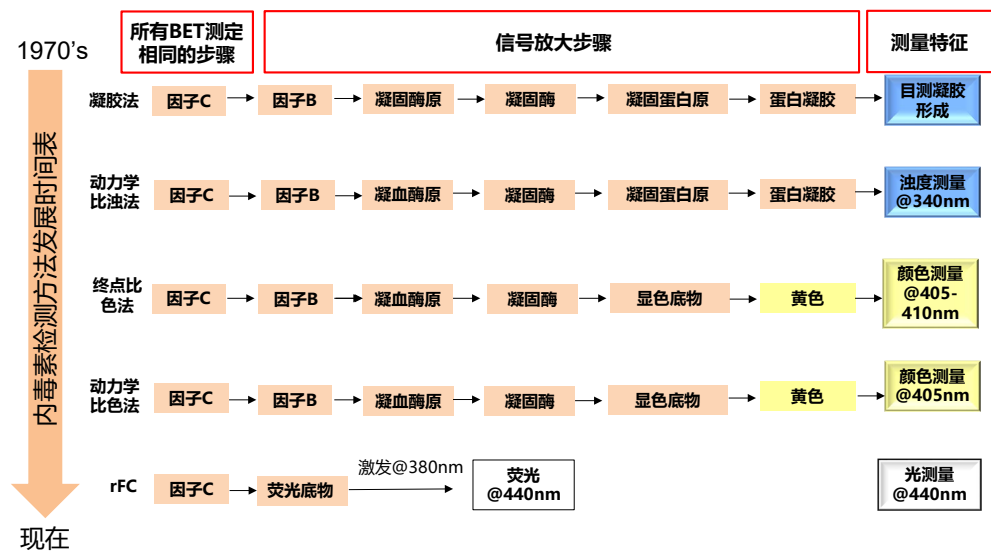 1970's
所有BET测定
相同的步骤
信号放大步骤
测量特征
内毒素检测方法发展时间表
凝胶法
因子C
因子B
凝固酶原
凝固酶
凝固蛋白原
蛋白凝胶
目测凝胶
形成
动力学
比浊法
因子C
因子B
凝血酶原
凝固酶
凝固蛋白原
蛋白凝胶
浊度测量
@340nm
终点比
色法
因子C
因子B
凝血酶原
凝固酶
显色底物
黄色
颜色测量
@405-
410nm
动力学
比色法
因子C
因子B
凝血酶原
凝固酶
显色底物
黄色
颜色测量
@405nm
rFC
因子C
荧光底物
激发@380nm
荧光
@440nm
光测量
@440nm
现在